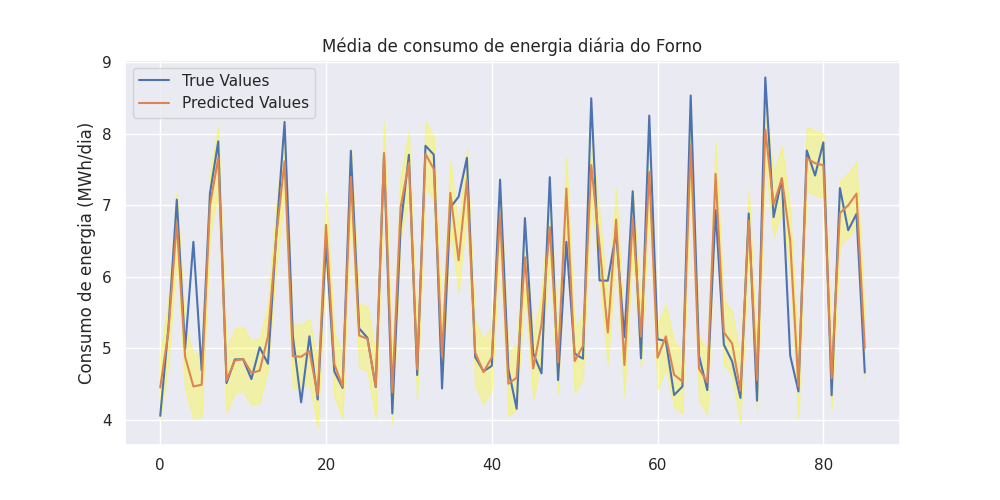 Média de consumo de energia diária do Forno
True Values
Predicted Values
Consumo de energia (MWh/dia)
9
8
7
6
5
4
0 20 40 60 80